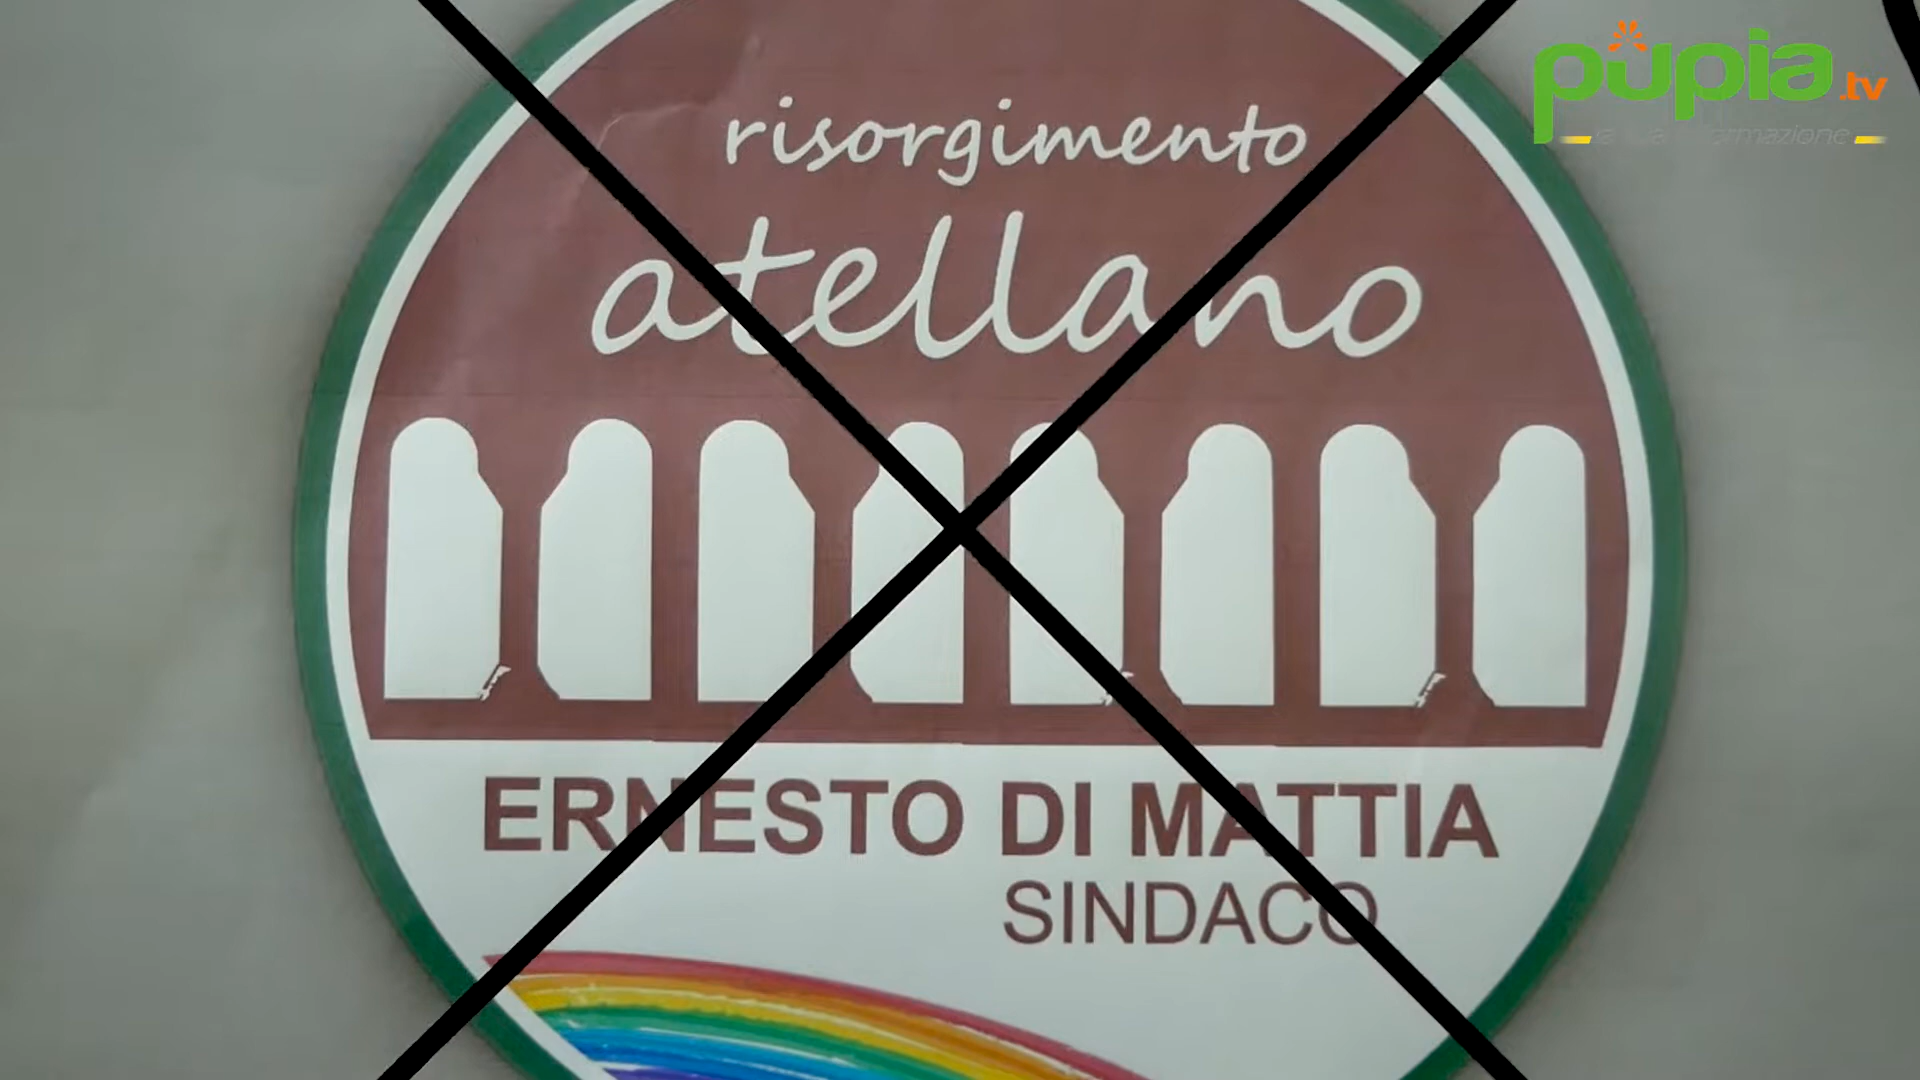 pupia.tv
risorgimento
atellano
ERNESTO DI MATTIA
SINDACO